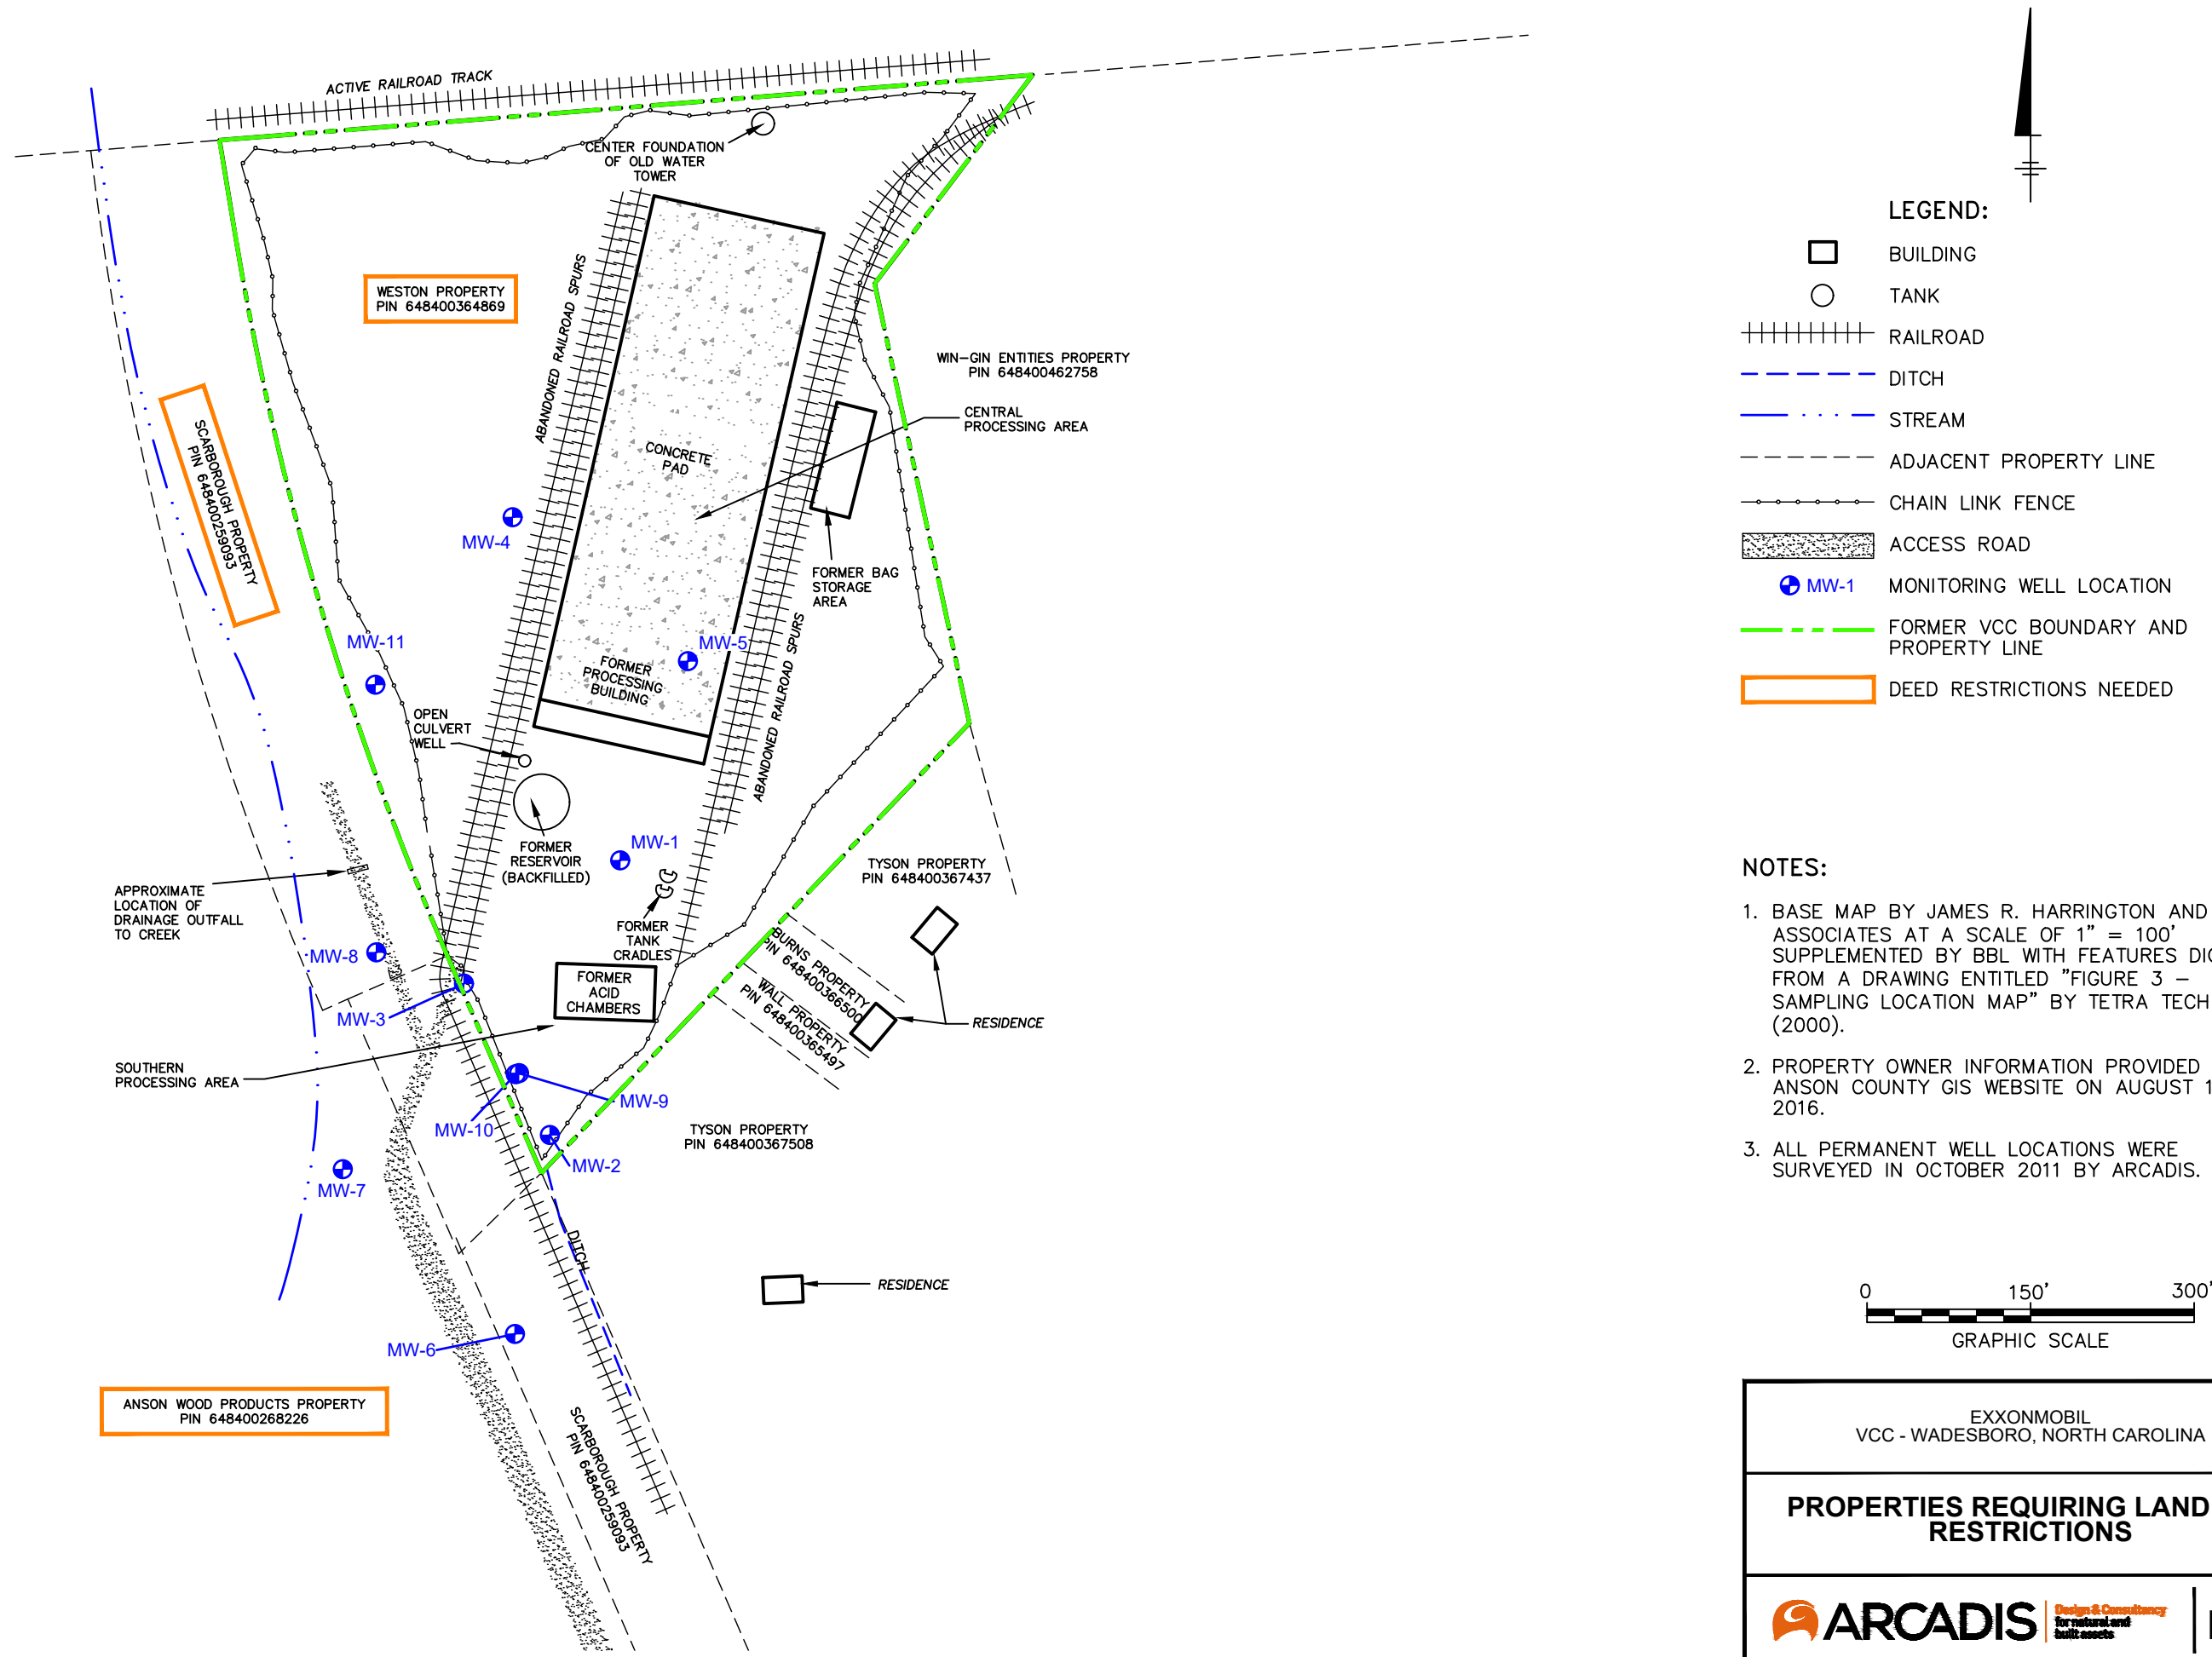 ACTIVE RAILROAD TRACK
CENTER FOUNDATION
OF OLD WATER
TOWER
WESTON PROPERTY
PIN 648400364869
ABANDONED RAILROAD SPURS
WIN-GIN ENTITIES PROPERTY
PIN 648400462758
CENTRAL
PROCESSING AREA
SCARBOROUGH PROPERTY
PIN 648400259093
CONCRETE
PAD
MW-4
FORMER BAG
STORAGE
AREA
MW-11
MW-5
FORMER
PROCESSING
BUILDING
ABANDONED RAILROAD SPURS
OPEN
CULVERT
WELL
FORMER
RESERVOIR
(BACKFILLED)
MW-1
TYSON PROPERTY
PIN 648400367437
APPROXIMATE
LOCATION OF
DRAINAGE OUTFALL
TO CREEK
FORMER
TANK
CRADLES
MW-8
BURNS PROPERTY
PIN 648400366500
WALL PROPERTY
PIN 648400365497
FORMER
ACID
CHAMBERS
MW-3
RESIDENCE
SOUTHERN
PROCESSING AREA
MW-9
MW-10
TYSON PROPERTY
PIN 648400367508
MW-2
MW-7
DITCH
RESIDENCE
MW-6
ANSON WOOD PRODUCTS PROPERTY
PIN 648400268226
SCARBOROUGH PROPERTY
PIN 648400259093
LEGEND:
BUILDING
TANK
RAILROAD
DITCH
STREAM
ADJACENT PROPERTY LINE
CHAIN LINK FENCE
ACCESS ROAD
MW-1 MONITORING WELL LOCATION
FORMER VCC BOUNDARY AND
PROPERTY LINE
DEED RESTRICTIONS NEEDED
NOTES:
1. BASE MAP BY JAMES R. HARRINGTON AND
ASSOCIATES AT A SCALE OF 1" = 100'
SUPPLEMENTED BY BBL WITH FEATURES
FROM A DRAWING ENTITLED "FIGURE 3 –
SAMPLING LOCATION MAP" BY TETRA TECH
(2000).
2. PROPERTY OWNER INFORMATION PROVIDED
ANSON COUNTY GIS WEBSITE ON AUGUST
2016.
3. ALL PERMANENT WELL LOCATIONS WERE
SURVEYED IN OCTOBER 2011 BY ARCADIS.
0 150' 300'
GRAPHIC SCALE
EXXONMOBIL
VCC - WADESBORO, NORTH CAROLINA
PROPERTIES REQUIRING LAND
RESTRICTIONS
ARCADIS
Design & Consultancy
for natural and
built assets